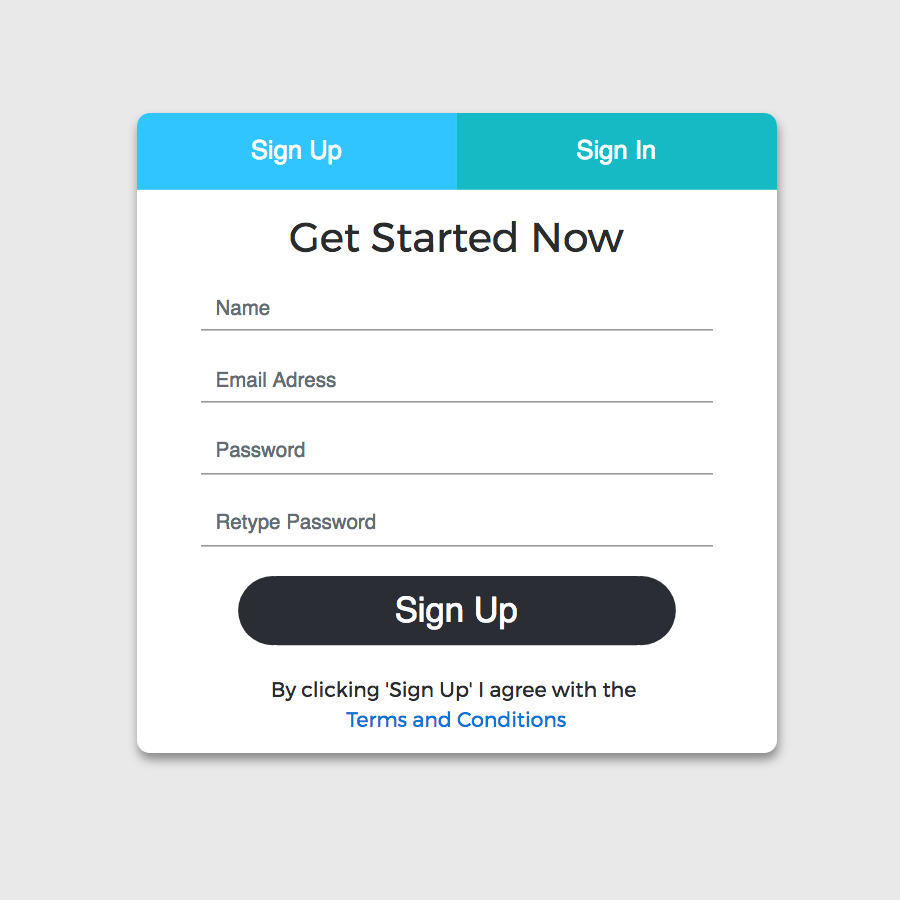 Sign Up Sign In
Get Started Now
Name
Email Adress
Password
Retype Password
Sign Up
By clicking 'Sign Up' I agree with the
Terms and Conditions